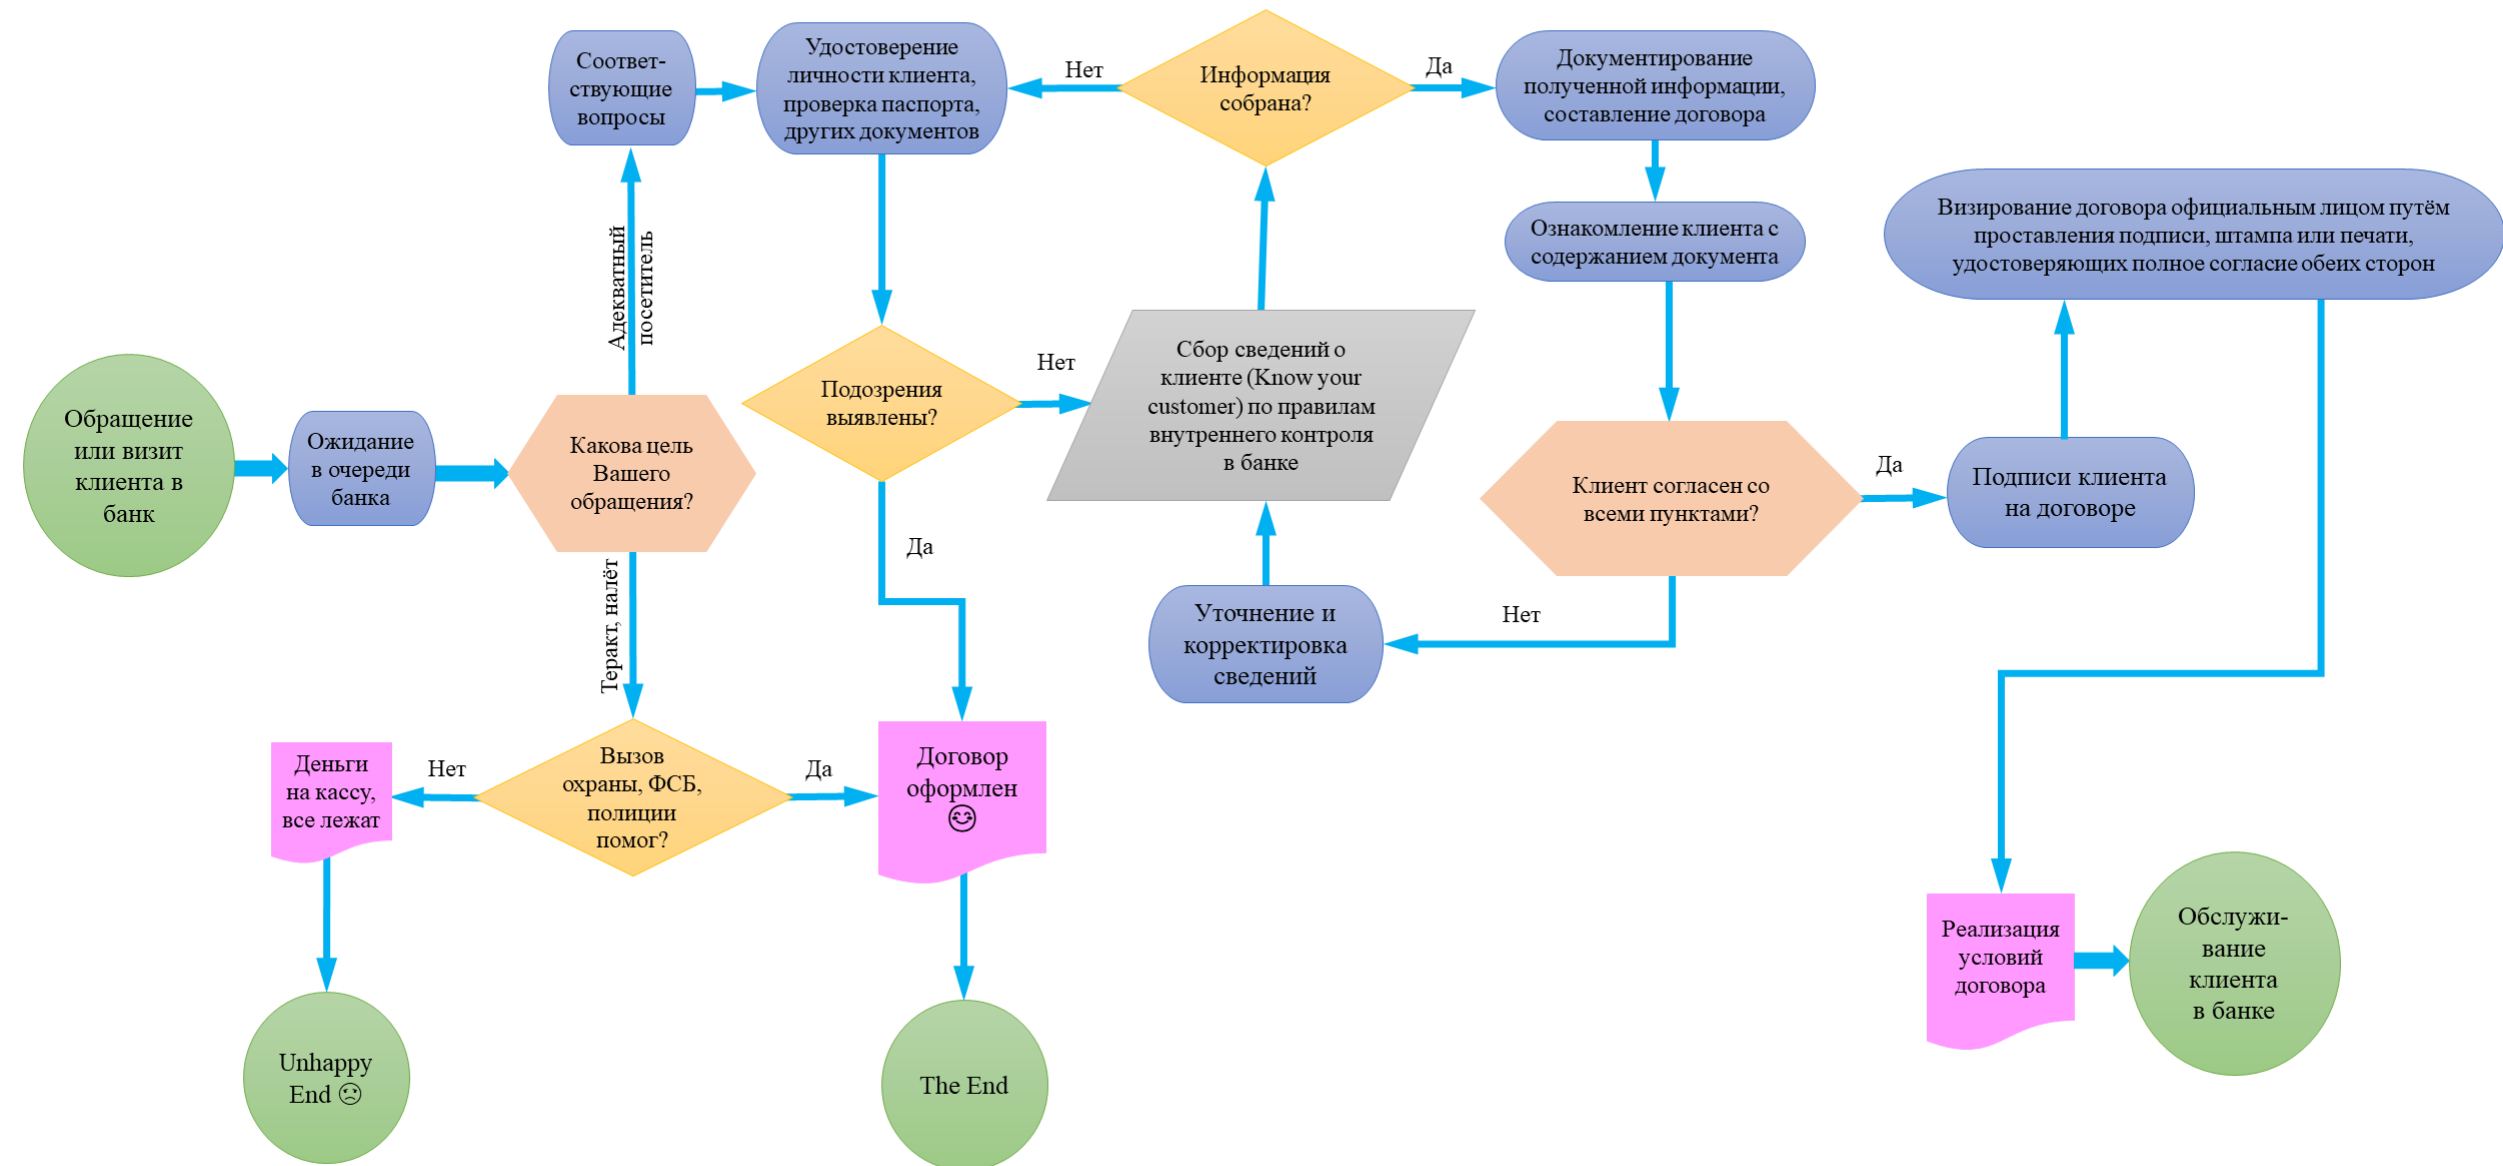 Обращение
или визит
клиента в
банк
Ожидание
в очереди
банка
Какова цель
Вашего
обращения?
Адекватный
посетитель
Соответ-
ствующие
вопросы
Удостоверение
личности клиента,
проверка паспорта,
других документов
Подозрения
выявлены?
Нет
Да
Сбор сведений о
клиенте (Know your
customer) по правилам
внутреннего контроля
в банке
Информация
собрана?
Нет
Да
Документирование
полученной информации,
составление договора
Ознакомление клиента с
содержанием документа
Клиент согласен со
всеми пунктами?
Нет
Уточнение и
корректировка
сведений
Да
Подписи клиента
на договоре
Визирование договора официальным лицом путём
проставления подписи, штампа или печати,
удостоверяющих полное согласие обеих сторон
Реализация
условий
договора
Обслужи-
вание
клиента
в банке
Теракт, налёт
Вызов
охраны, ФСБ,
полиции
помог?
Нет
Деньги
на кассу,
все лежат
Unhappy
End ☹
Да
Договор
оформлен
😊
The End